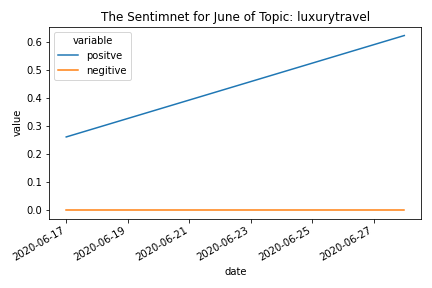 The Sentimnet for June of Topic: luxurytravel
variable
positve
negitive
value
0.6
0.5
0.4
0.3
0.2
0.1
0.0
2020-06-17
2020-06-19
2020-06-21
2020-06-23
2020-06-25
2020-06-27
date